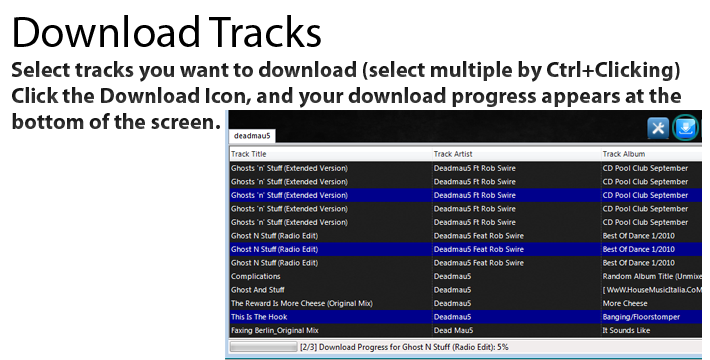 Download Tracks
Select tracks you want to download (select multiple by Ctrl+Clicking)
Click the Download Icon, and your download progress appears at the
bottom of the screen.
deadmau5
Track Title Track Artist Track Album
Ghosts 'n' Stuff (Extended Version) Deadmau5 Ft Rob Swire CD Pool Club September
Ghosts 'n' Stuff (Extended Version) Deadmau5 Ft Rob Swire CD Pool Club September
Ghosts 'n' Stuff (Extended Version) Deadmau5 Ft Rob Swire CD Pool Club September
Ghosts 'n' Stuff (Extended Version) Deadmau5 Ft Rob Swire CD Pool Club September
Ghosts 'n' Stuff (Extended Version) Deadmau5 Ft Rob Swire CD Pool Club September
Ghost N Stuff (Radio Edit) Deadmau5 Feat Rob Swire Best Of Dance 1/2010
Ghost N Stuff (Radio Edit) Deadmau5 Feat Rob Swire Best Of Dance 1/2010
Ghost N Stuff (Radio Edit) Deadmau5 Feat Rob Swire Best Of Dance 1/2010
Complications Deadmau5 Random Album Title (Unmixe
Ghost And Stuff Deadmau5 [ WwW.HouseMusicItalia.CoM
The Reward Is More Cheese (Original Mix) Deadmau5 More Cheese
This Is The Hook Deadmau5 Banging/Floorstomper
Faxing Berlin_Original Mix Dead Mau5 It Sounds Like
[2/3] Download Progress for Ghost N Stuff (Radio Edit): 5%